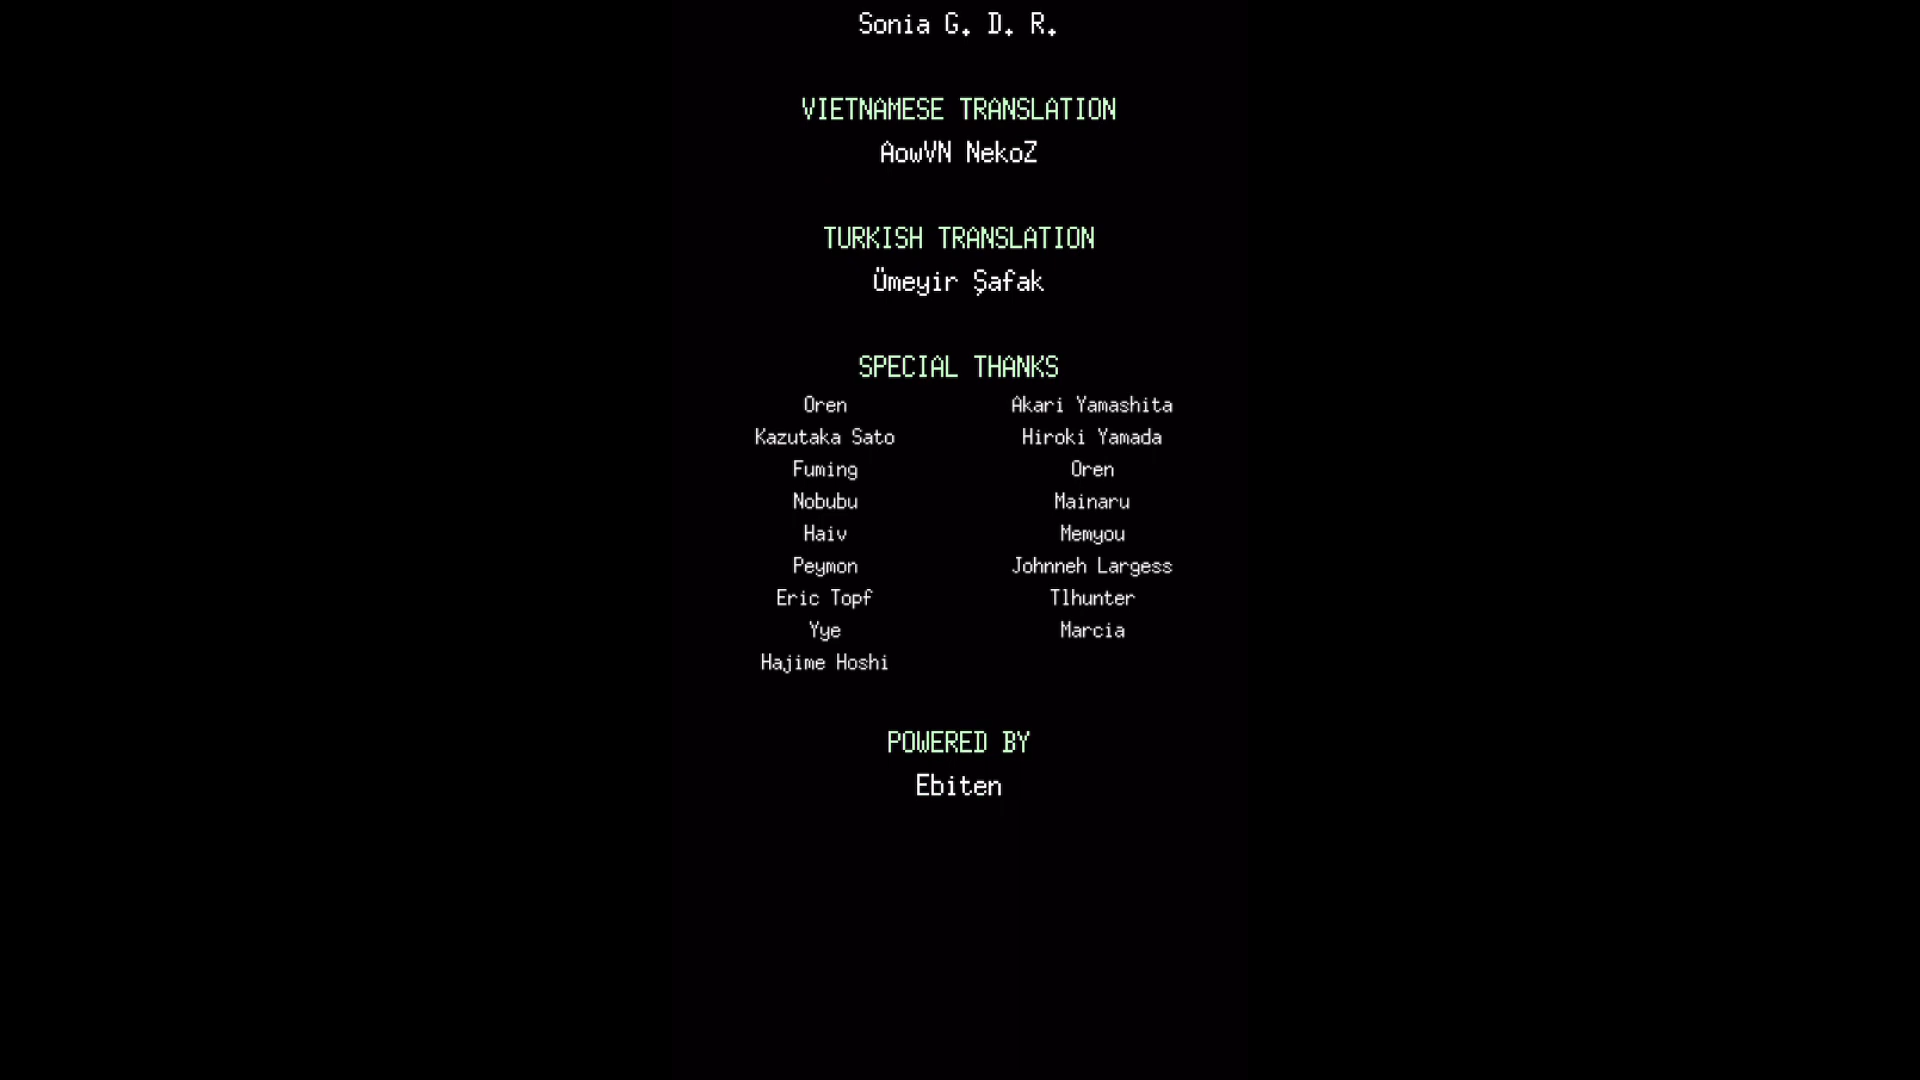 Sonia G. D. R.
VIETNAMESE TRANSLATION
AowVN NekoZ
TURKISH TRANSLATION
Ümeyir Şafak
SPECIAL THANKS
Oren Akari Yamashita
Kazutaka Sato Hiroki Yamada
Fuming Oren
Nobubu Mainaru
Haiv Memyou
Peymon Johnneh Largess
Eric Topf Tlhunter
Yye Marcia
Hajime Hoshi
POWERED BY
Ebiten